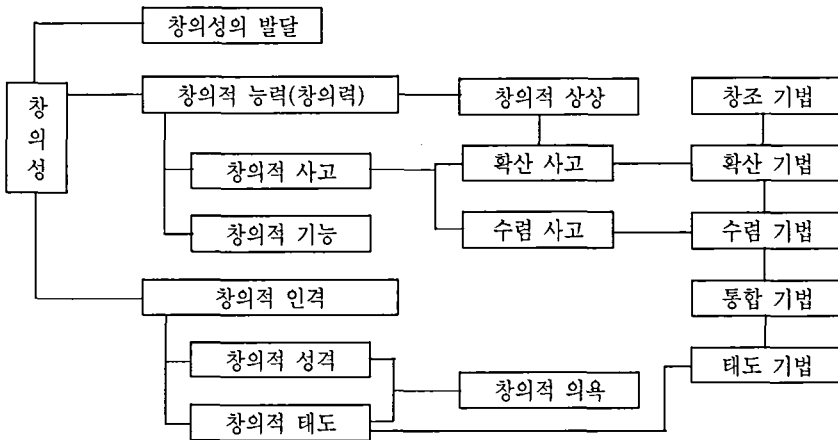 창의성의 발달
창의성
창의적 능력(창의력)
창의적 상상
창조 기법
창의적 사고
확산 사고
확산 기법
창의적 기능
수렴 사고
수렴 기법
창의적 인격
통합 기법
창의적 성격
창의적 의욕
태도 기법
창의적 태도